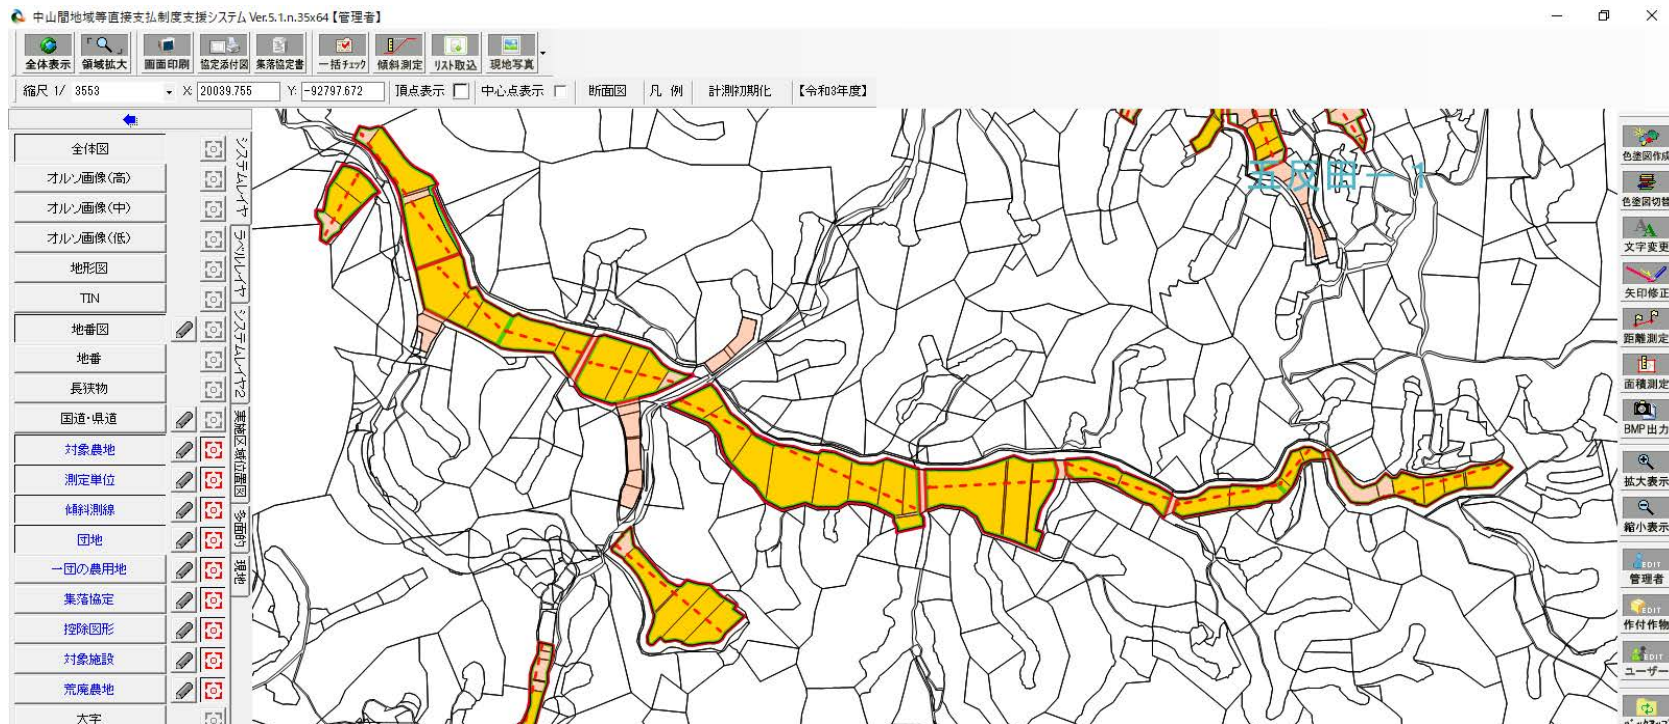 中山間地域等直接支払制度支援システム Ver.5.1.n.35x64【管理者】
全体表示 領域拡大 画面印刷 協定添付図 集落協定書 一括チェック 傾斜測定 リスト取込 現地写真
縮尺 1/ 3553 X: 20039.755 Y: -92797.672 頂点表示 中心点表示 断面図 凡 例 計測初期化 【令和3年度】
全体図
オルソ画像(高)
オルソ画像(中)
オルソ画像(低)
地形図
TIN
地番図
地番
長狭物
国道・県道
対象農地
測定単位
傾斜測線
団地
一団の農用地
集落協定
控除図形
対象施設
荒廃農地
大字
システムレイヤ
ラベルレイヤ
システムレイヤ2
実施区域位置図
多面的
現地
五反田ー1
色塗図作成
色塗図切替
文字変更
矢印修正
距離測定
面積測定
BMP出力
拡大表示
縮小表示
EDIT
管理者
EDIT
作付作物
EDIT
ユーザー